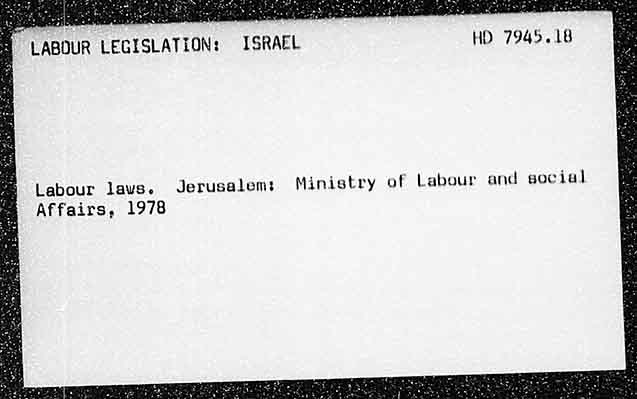 LABOUR LEGISLATION: ISRAEL HD 7945.18
Labour laws. Jerusalem: Ministry of Labour and social
Affairs, 1978